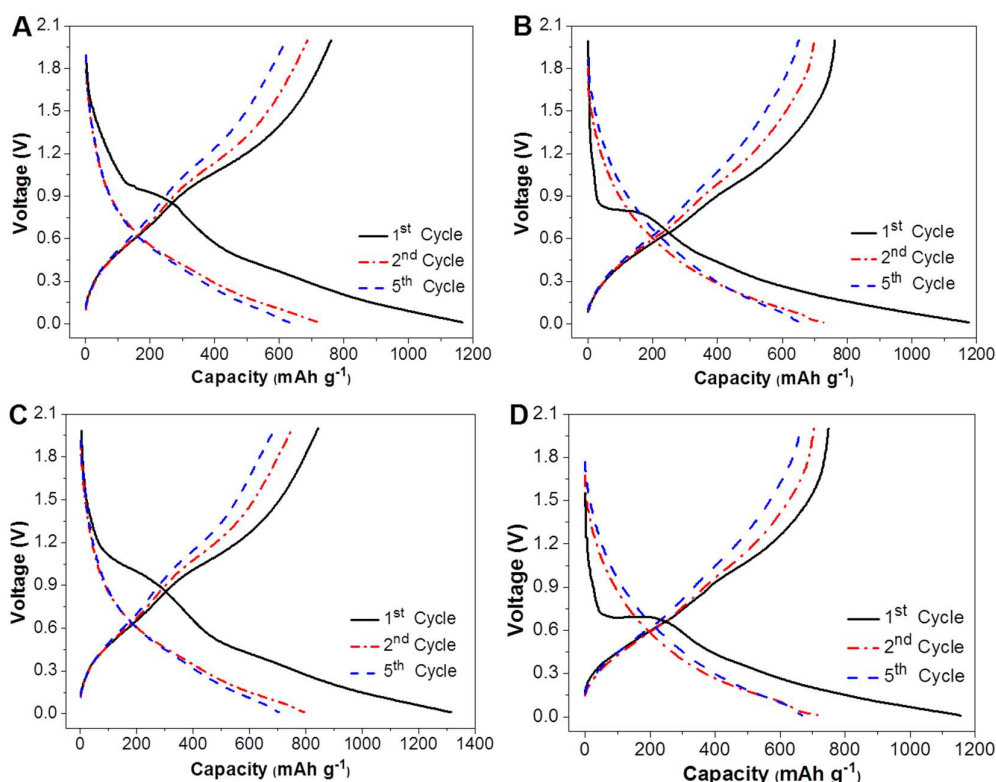 A
2.1
1.8
1.5
1.2
0.9
0.6
0.3
0.0
Voltage (V)
1st Cycle
2nd Cycle
5th Cycle
0 200 400 600 800 1000 1200
Capacity (mAh g-1)
B
2.1
1.8
1.5
1.2
0.9
0.6
0.3
0.0
Voltage (V)
1st Cycle
2nd Cycle
5th Cycle
0 200 400 600 800 1000 1200
Capacity (mAh g-1)
C
2.1
1.8
1.5
1.2
0.9
0.6
0.3
0.0
Voltage (V)
1st Cycle
2nd Cycle
5th Cycle
0 200 400 600 800 1000 1200 1400
Capacity (mAh g-1)
D
2.1
1.8
1.5
1.2
0.9
0.6
0.3
0.0
Voltage (V)
1st Cycle
2nd Cycle
5th Cycle
0 200 400 600 800 1000 1200
Capacity (mAh g-1)